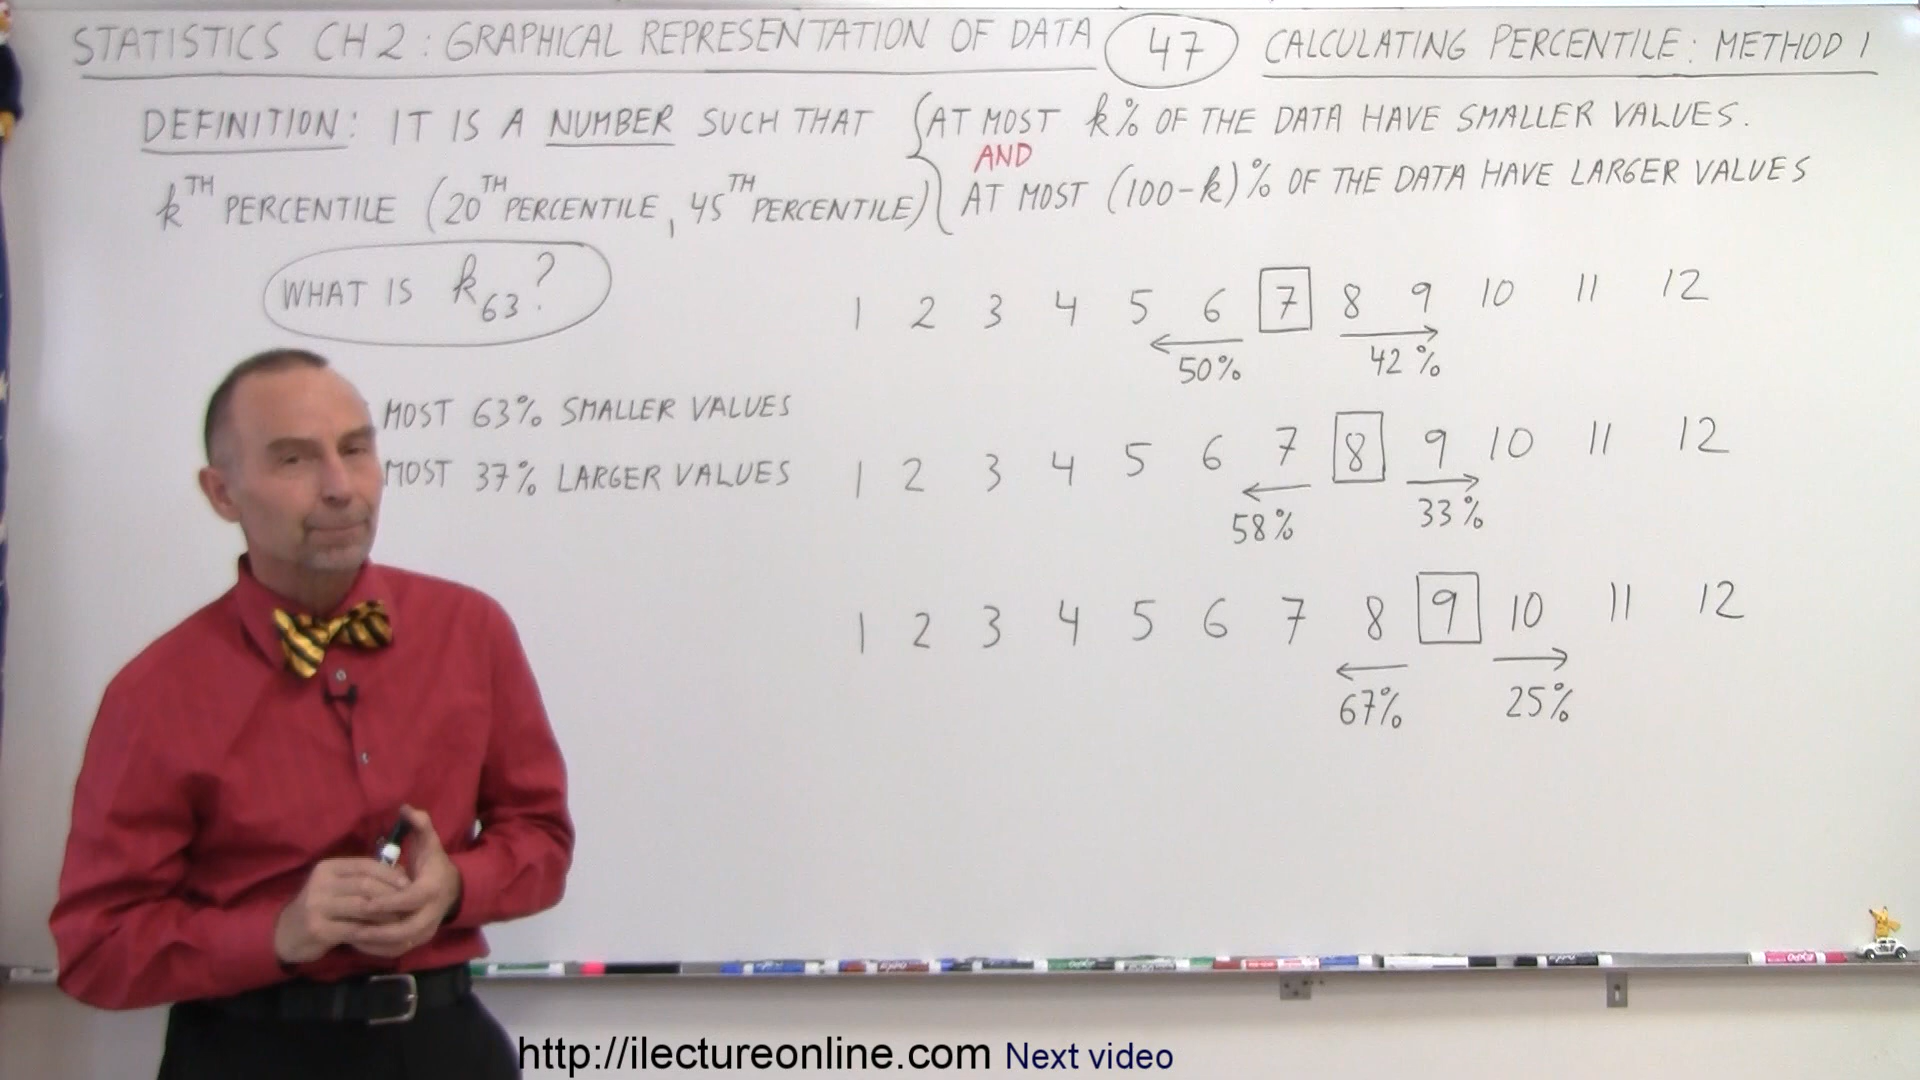 STATISTICS CH 2 : GRAPHICAL REPRESENTATION OF DATA 47 CALCULATING PERCENTILE : METHOD 1
DEFINITION : IT IS A NUMBER SUCH THAT { AT MOST k% OF THE DATA HAVE SMALLER VALUES.
AND
kTH PERCENTILE (20TH PERCENTILE, 45TH PERCENTILE) AT MOST (100-k)% OF THE DATA HAVE LARGER VALUES
WHAT IS k63?
1 2 3 4 5 6 7 8 9 10 11 12
50% 42%
MOST 63% SMALLER VALUES
MOST 37% LARGER VALUES
1 2 3 4 5 6 7 8 9 10 11 12
58% 33%
1 2 3 4 5 6 7 8 9 10 11 12
67% 25%
http://ilectureonline.com Next video